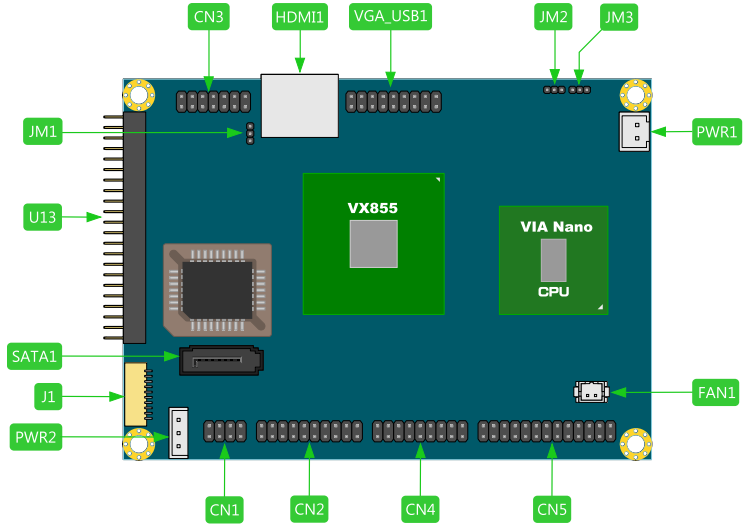 CN3
HDMI1
VGA_USB1
JM2
JM3
JM1
PWR1
U13
VX855
VIA Nano
CPU
SATA1
J1
FAN1
PWR2
CN1
CN2
CN4
CN5